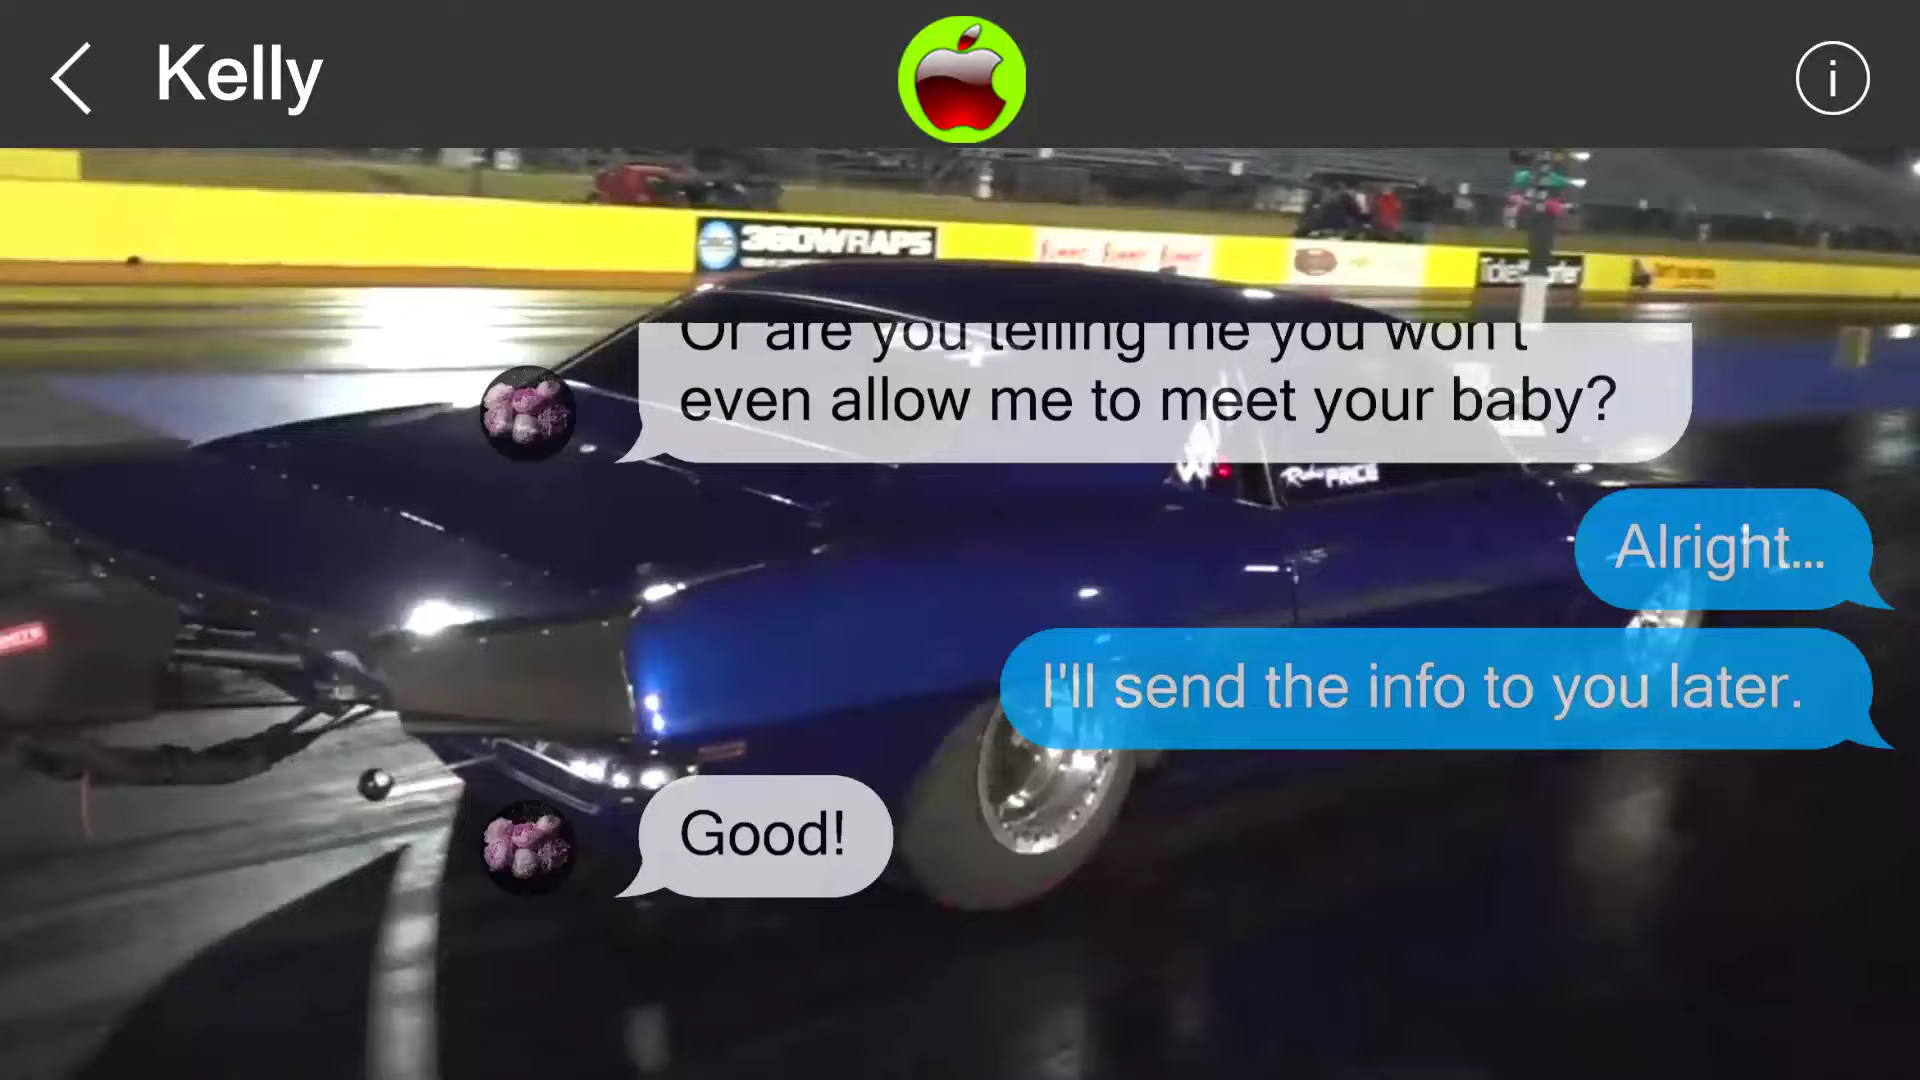 Kelly
i
360WRAPS
Or are you telling me you won't
even allow me to meet your baby?
PRICE
Alright...
I'll send the info to you later.
Good!